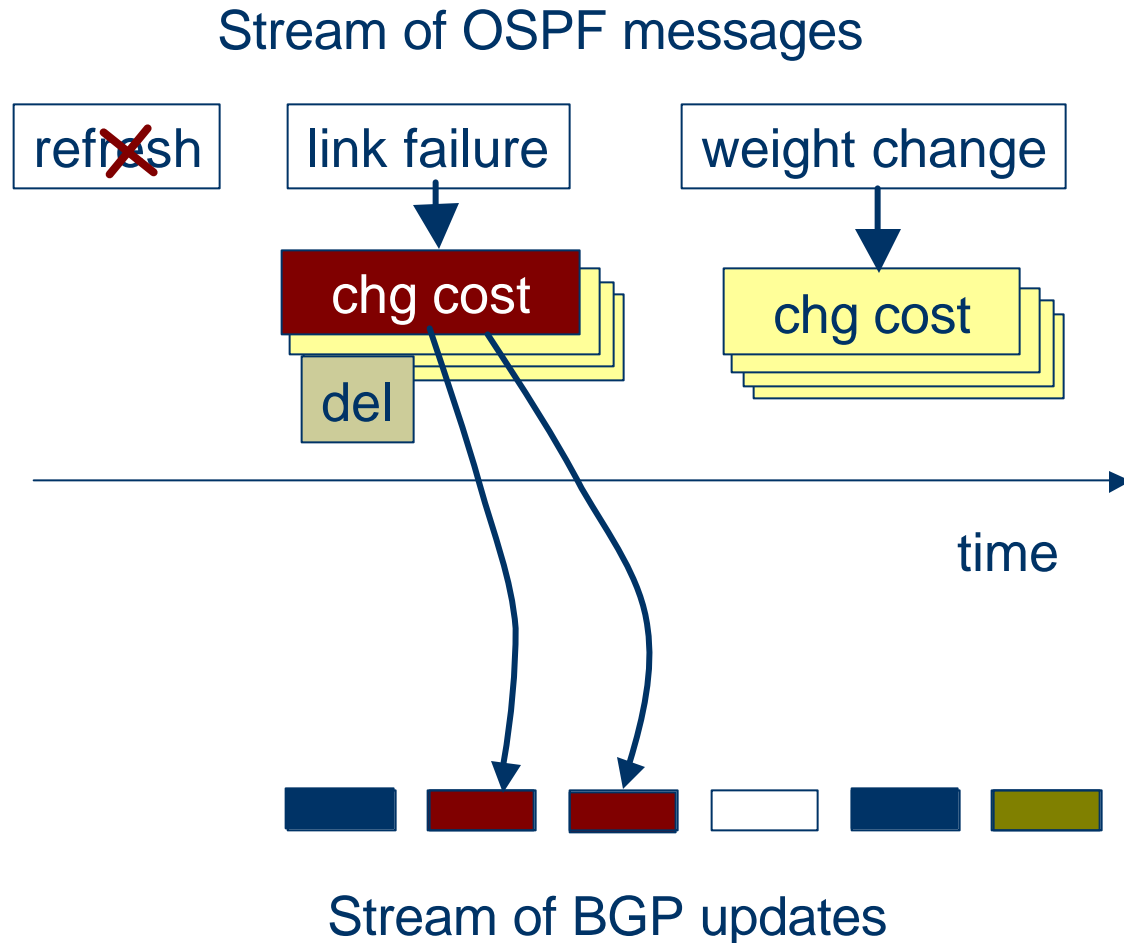 Stream of OSPF messages
refresh
link failure
weight change
chg cost
chg cost
del
time
Stream of BGP updates